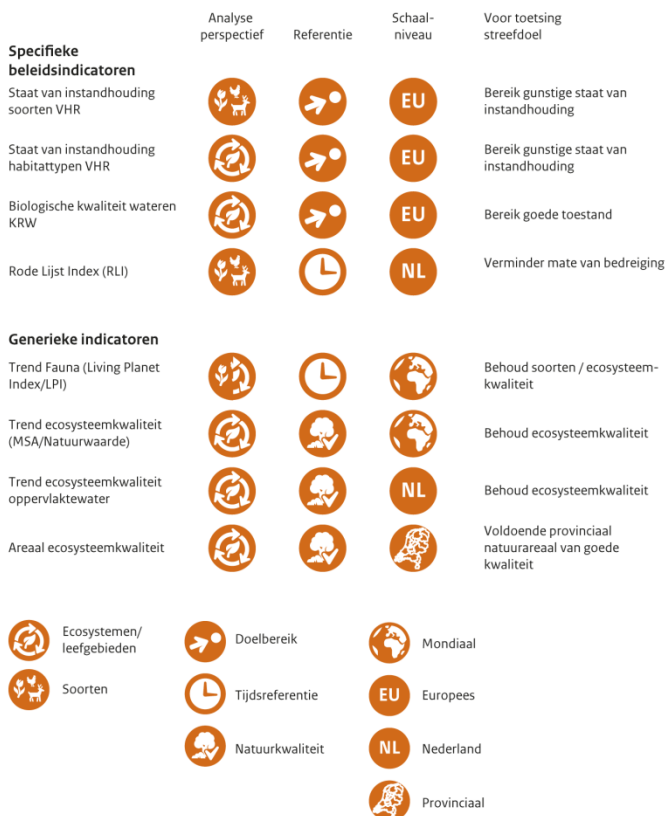 Analyse
perspectief
Referentie
Schaal-
niveau
Voor toetsing
streefdoel
Specifieke
beleidsindicatoren
Staat van instandhouding
soorten VHR
EU
Bereik gunstige staat van
instandhouding
Staat van instandhouding
habitattypen VHR
EU
Bereik gunstige staat van
instandhouding
Biologische kwaliteit wateren
KRW
EU
Bereik goede toestand
Rode Lijst Index (RLI)
NL
Verminder mate van bedreiging
Generieke indicatoren
Trend Fauna (Living Planet
Index/LPI)
Behoud soorten / ecosysteem-
kwaliteit
Trend ecosysteemkwaliteit
(MSA/Natuurwaarde)
Behoud ecosysteemkwaliteit
Trend ecosysteemkwaliteit
oppervlaktewater
NL
Behoud ecosysteemkwaliteit
Areaal ecosysteemkwaliteit
Voldoende provinciaal
natuurareaal van goede
kwaliteit
Ecosystemen/
leefgebieden
Doelbereik
Mondiaal
Soorten
Tijdsreferentie
EU
Europees
Natuurkwaliteit
NL
Nederland
Provinciaal